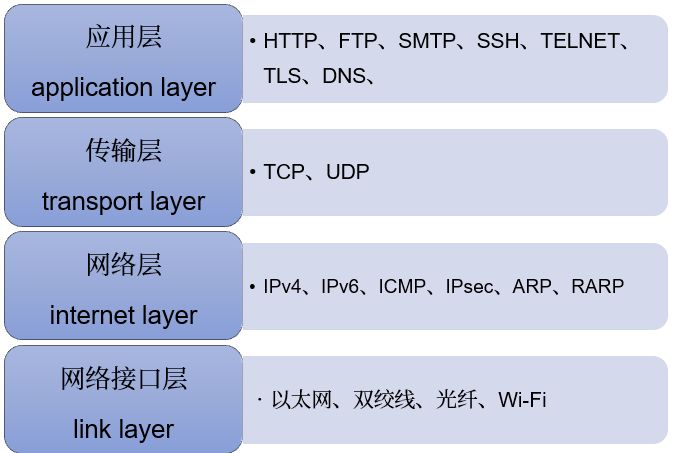 应用层
application layer
• HTTP、FTP、SMTP、SSH、TELNET、
TLS、DNS、
传输层
transport layer
• TCP、UDP
网络层
internet layer
• IPv4、IPv6、ICMP、IPsec、ARP、RARP
网络接口层
link layer
· 以太网、双绞线、光纤、Wi-Fi